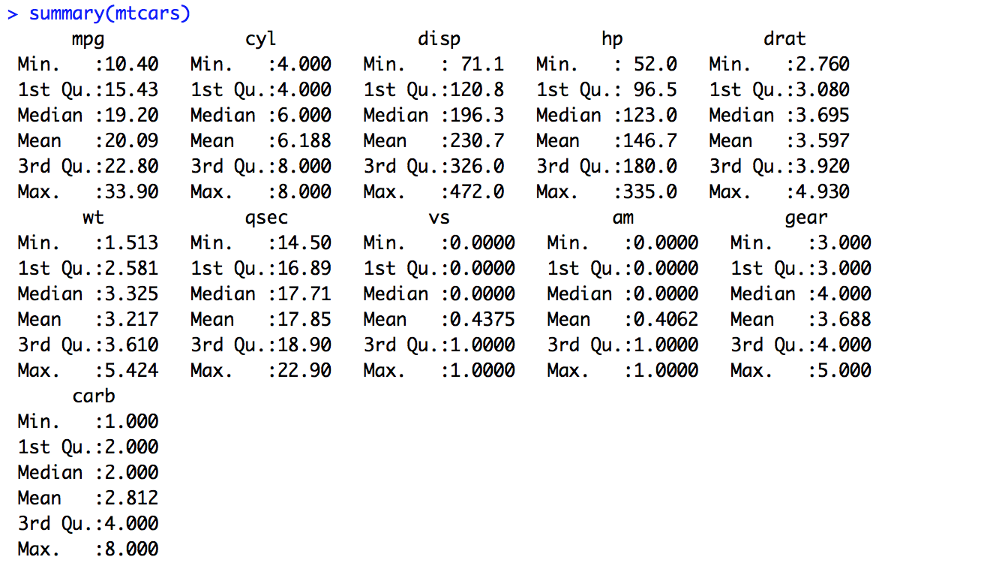 > summary(mtcars)
      mpg             cyl             disp             hp             drat
 Min.   :10.40   Min.   :4.000   Min.   : 71.1   Min.   : 52.0   Min.   :2.760
 1st Qu.:15.43   1st Qu.:4.000   1st Qu.:120.8   1st Qu.: 96.5   1st Qu.:3.080
 Median :19.20   Median :6.000   Median :196.3   Median :123.0   Median :3.695
 Mean   :20.09   Mean   :6.188   Mean   :230.7   Mean   :146.7   Mean   :3.597
 3rd Qu.:22.80   3rd Qu.:8.000   3rd Qu.:326.0   3rd Qu.:180.0   3rd Qu.:3.920
 Max.   :33.90   Max.   :8.000   Max.   :472.0   Max.   :335.0   Max.   :4.930
       wt             qsec             vs               am              gear
 Min.   :1.513   Min.   :14.50   Min.   :0.0000   Min.   :0.0000   Min.   :3.000
 1st Qu.:2.581   1st Qu.:16.89   1st Qu.:0.0000   1st Qu.:0.0000   1st Qu.:3.000
 Median :3.325   Median :17.71   Median :0.0000   Median :0.0000   Median :4.000
 Mean   :3.217   Mean   :17.85   Mean   :0.4375   Mean   :0.4062   Mean   :3.688
 3rd Qu.:3.610   3rd Qu.:18.90   3rd Qu.:1.0000   3rd Qu.:1.0000   3rd Qu.:4.000
 Max.   :5.424   Max.   :22.90   Max.   :1.0000   Max.   :1.0000   Max.   :5.000
      carb
 Min.   :1.000
 1st Qu.:2.000
 Median :2.000
 Mean   :2.812
 3rd Qu.:4.000
 Max.   :8.000